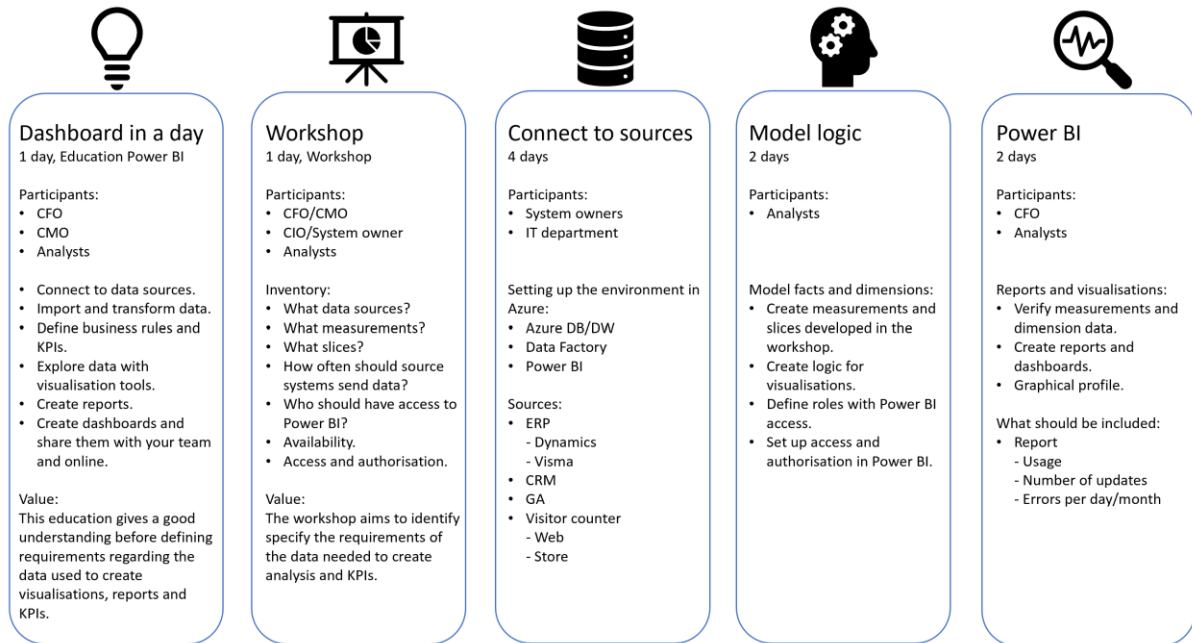 Dashboard in a day
1 day, Education Power BI
Participants:
• CFO
• CMO
• Analysts
• Connect to data sources.
• Import and transform data.
• Define business rules and
KPIs.
• Explore data with
visualisation tools.
• Create reports.
• Create dashboards and
share them with your team
and online.
Value:
This education gives a good
understanding before defining
requirements regarding the
data used to create
visualisations, reports and
KPIs.
Workshop
1 day, Workshop
Participants:
• CFO/CMO
• CIO/System owner
• Analysts
Inventory:
• What data sources?
• What measurements?
• What slices?
• How often should source
systems send data?
• Who should have access to
Power BI?
• Availability.
• Access and authorisation.
Value:
The workshop aims to identify
specify the requirements of
the data needed to create
analysis and KPIs.
Connect to sources
4 days
Participants:
• System owners
• IT department
Setting up the environment in
Azure:
• Azure DB/DW
• Data Factory
• Power BI
Sources:
• ERP
- Dynamics
- Visma
• CRM
• GA
• Visitor counter
- Web
- Store
Model logic
2 days
Participants:
• Analysts
Model facts and dimensions:
• Create measurements and
slices developed in the
workshop.
• Create logic for
visualisations.
• Define roles with Power BI
access.
• Set up access and
authorisation in Power BI.
Power BI
2 days
Participants:
• CFO
• Analysts
Reports and visualisations:
• Verify measurements and
dimension data.
• Create reports and
dashboards.
• Graphical profile.
What should be included:
• Report
- Usage
- Number of updates
- Errors per day/month